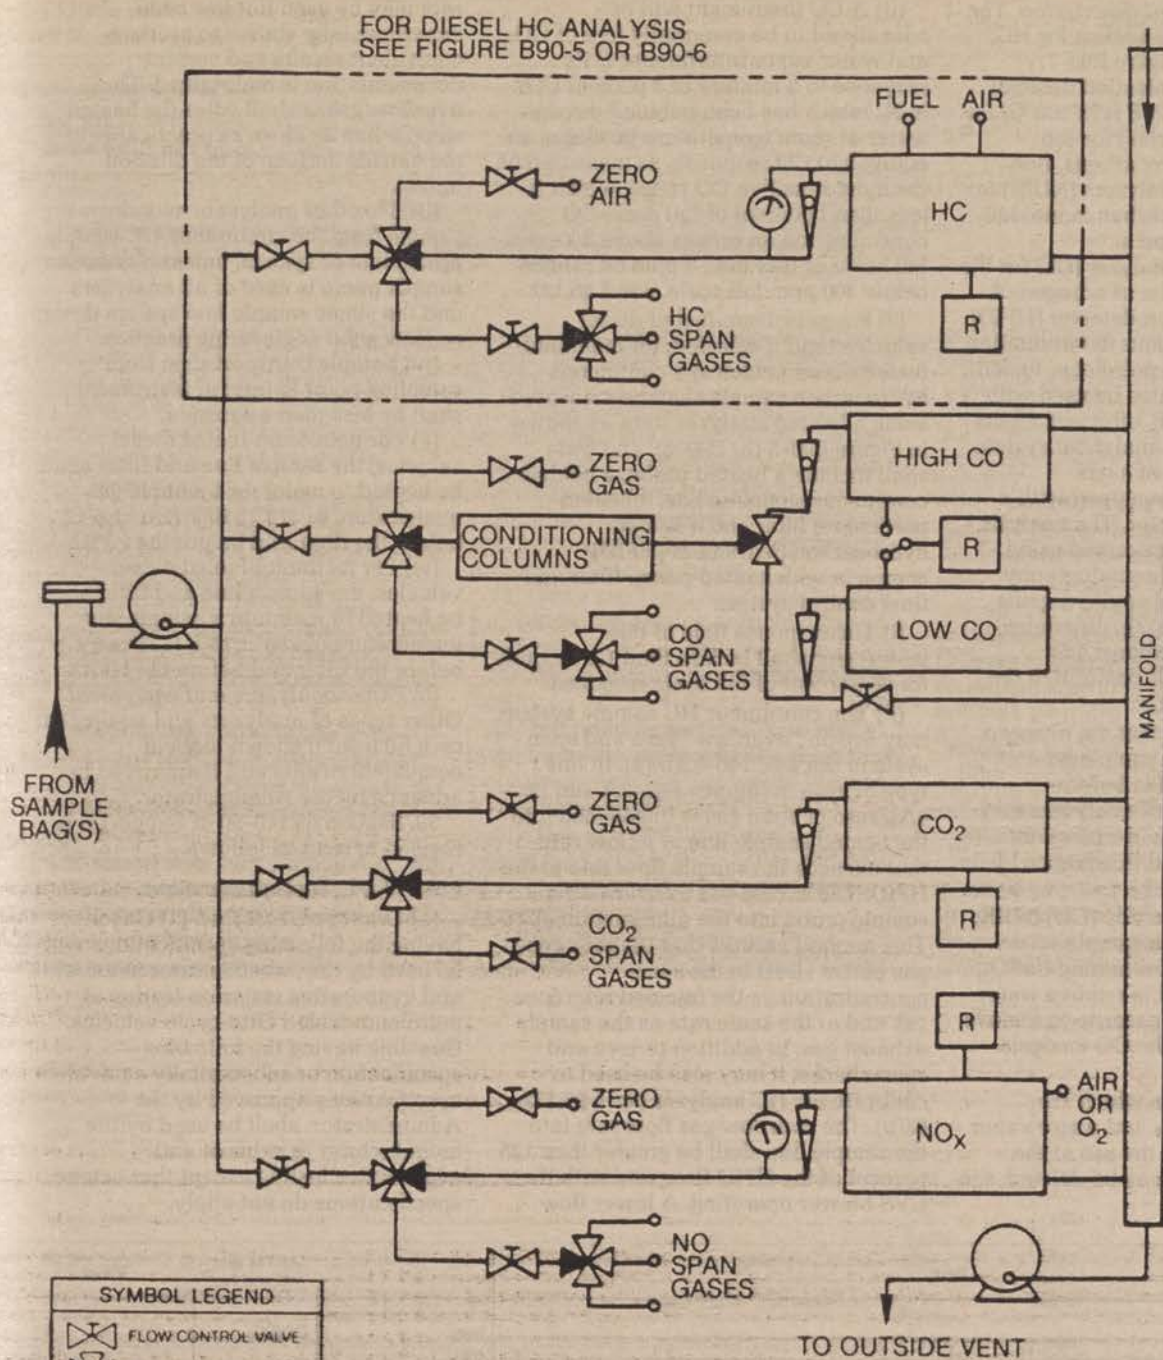 FOR DIESEL HC ANALYSIS
SEE FIGURE B90-5 OR B90-6
FUEL AIR
ZERO
AIR
HC
R
HC
SPAN
GASES
ZERO
GAS
HIGH CO
CONDITIONING
COLUMNS
R
CO
SPAN
GASES
LOW CO
MANIFOLD
FROM
SAMPLE
BAG(S)
ZERO
GAS
CO₂
R
CO₂
SPAN
GASES
R
ZERO
GAS
AIR
OR
O₂
NOX
NO
SPAN
GASES
SYMBOL LEGEND
FLOW CONTROL VALVE
TO OUTSIDE VENT